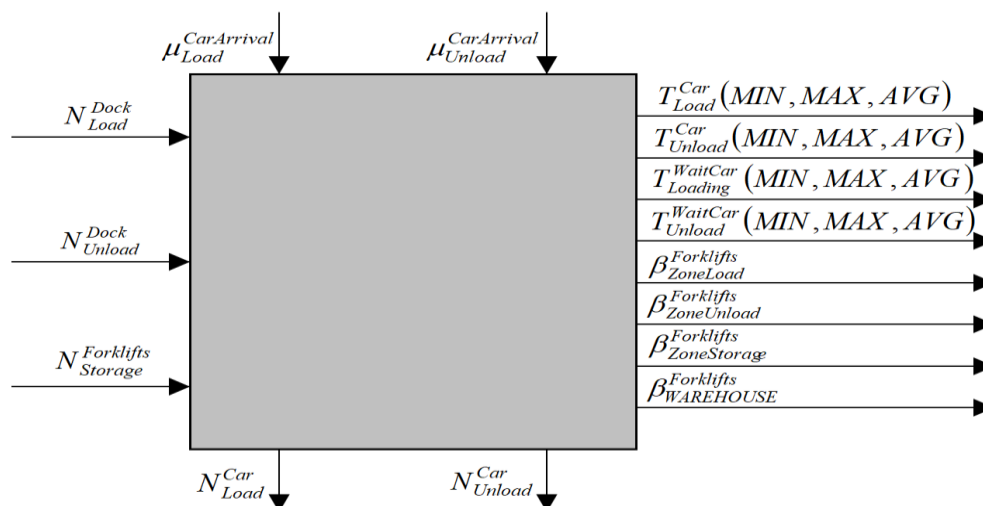 μ_Load^CarArrival
μ_Unload^CarArrival
N_Load^Dock
N_Unload^Dock
N_Storage^Forklifts
T_Load^Car (MIN, MAX, AVG)
T_Unload^Car (MIN, MAX, AVG)
T_Loading^WaitCar (MIN, MAX, AVG)
T_Unload^WaitCar (MIN, MAX, AVG)
β_ZoneLoad^Forklifts
β_ZoneUnload^Forklifts
β_ZoneStorage^Forklifts
β_WAREHOUSE^Forklifts
N_Load^Car
N_Unload^Car